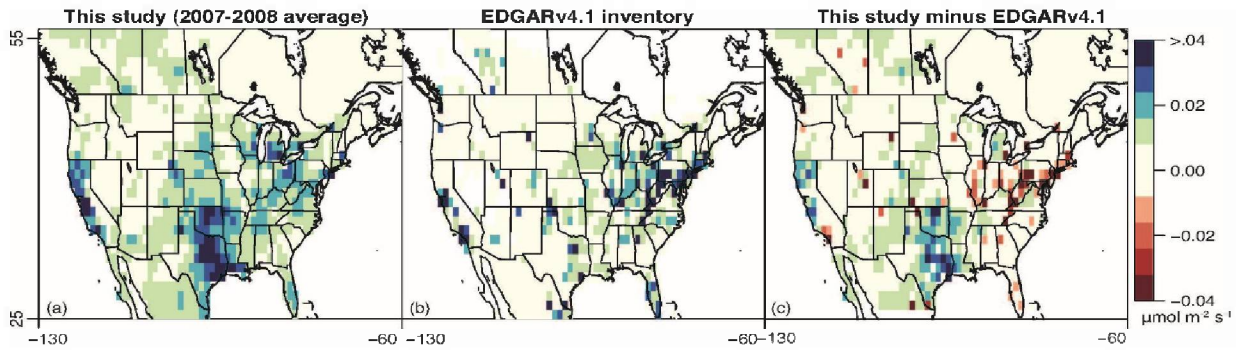 This study (2007-2008 average)
EDGARv4.1 inventory
This study minus EDGARv4.1
55
25
(a)
(b)
(c)
>.04
0.02
0.00
−0.02
−0.04
µmol m⁻² s⁻¹
−130
−60
−130
−60
−130
−60